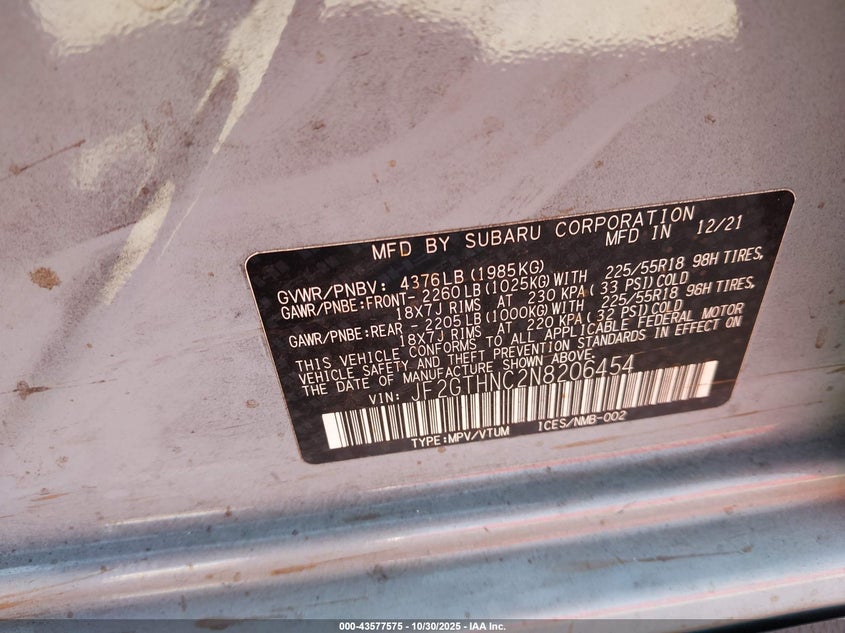 MFD BY SUBARU CORPORATION
MFD IN 12/21
GVWR/PNBV: 4376LB (1985KG)
GAWR/PNBE:FRONT- 2260LB (1025KG) WITH 225/55R18 98H TIRES,
18X7J RIMS AT 230 KPA ( 33 PSI) COLD
GAWR/PNBE:REAR - 2205LB (1000KG) WITH 225/55R18 98H TIRES,
18X7J RIMS AT 220 KPA ( 32 PSI) COLD
THIS VEHICLE CONFORMS TO ALL APPLICABLE FEDERAL MOTOR
VEHICLE SAFETY AND THEFT PREVENTION STANDARDS IN EFFECT ON
THE DATE OF MANUFACTURE SHOWN ABOVE.
VIN: JF2GTHNC2N8206454
TYPE:MPV/VTUM ICES/NMB-002
000-43577575 - 10/30/2025 - IAA Inc.